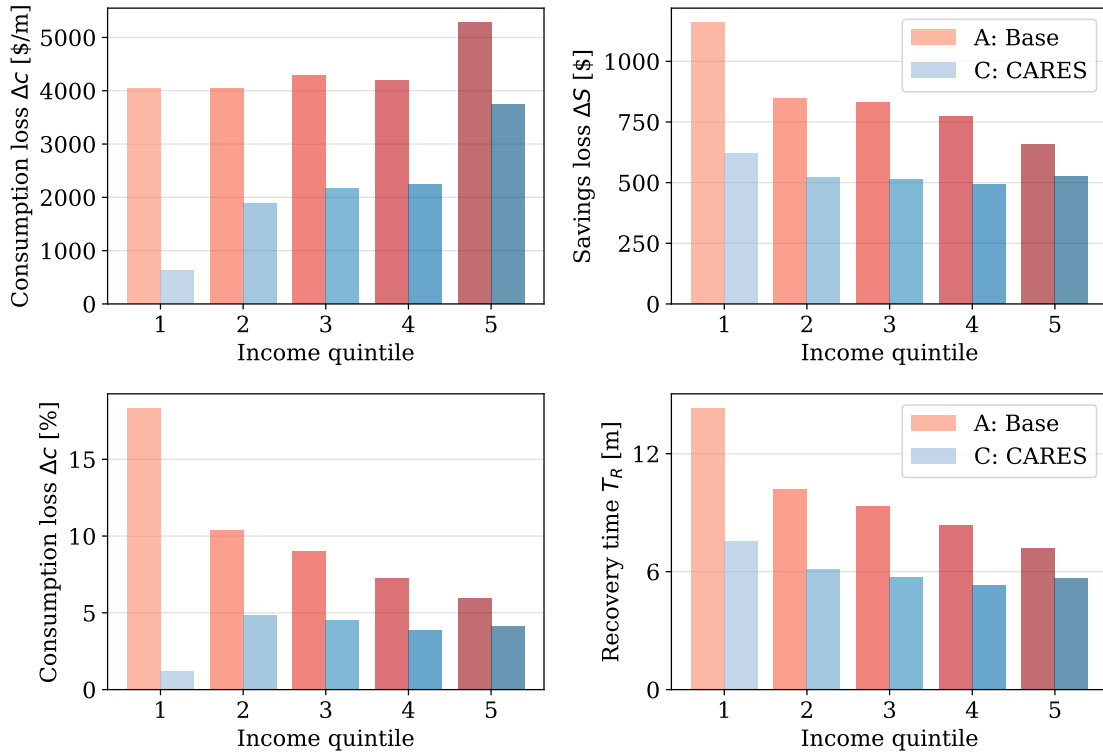 Consumption loss Δc [$/m]
5000
4000
3000
2000
1000
0
1 2 3 4 5
Income quintile
Savings loss ΔS [$]
1000
750
500
250
0
A: Base
C: CARES
1 2 3 4 5
Income quintile
Consumption loss Δc [%]
15
10
5
0
1 2 3 4 5
Income quintile
Recovery time T_R [m]
12
6
0
A: Base
C: CARES
1 2 3 4 5
Income quintile